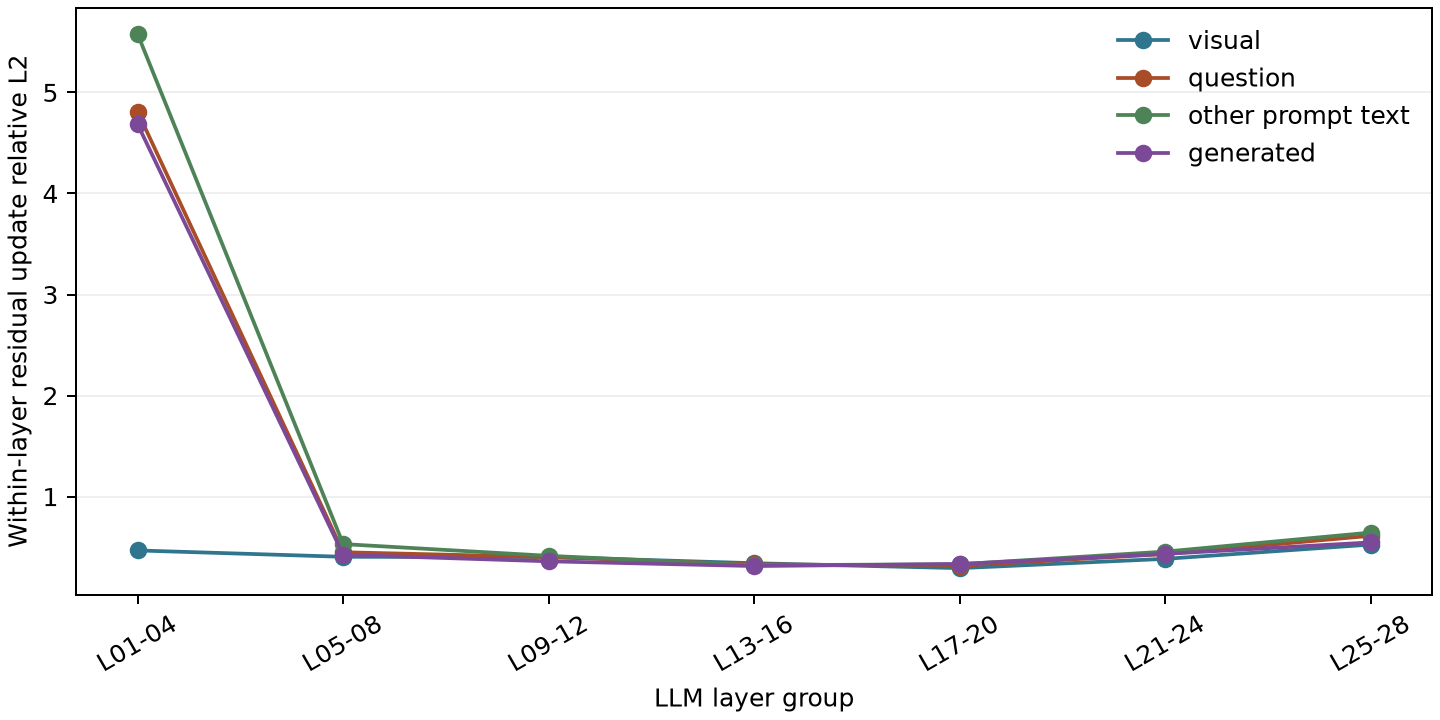 Within-layer residual update relative L2
5
4
3
2
1
visual
question
other prompt text
generated
L01-04
L05-08
L09-12
L13-16
L17-20
L21-24
L25-28
LLM layer group